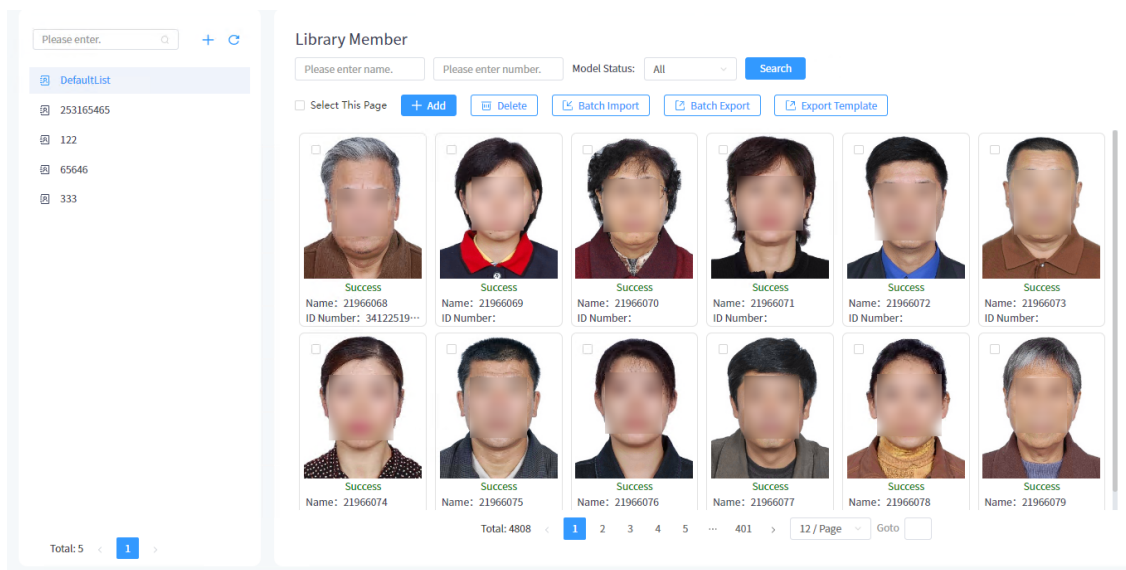 Please enter.
DefaultList
253165465
122
65646
333
Total: 5 < 1 >
Library Member
Please enter name. Please enter number. Model Status: All Search
Select This Page + Add Delete Batch Import Batch Export Export Template
Success Success Success Success Success Success
Name: 21966068 Name: 21966069 Name: 21966070 Name: 21966071 Name: 21966072 Name: 21966073
ID Number: 34122519··· ID Number: ID Number: ID Number: ID Number: ID Number:
Success Success Success Success Success Success
Name: 21966074 Name: 21966075 Name: 21966076 Name: 21966077 Name: 21966078 Name: 21966079
Total: 4808 < 1 2 3 4 5 ··· 401 > 12 / Page Goto